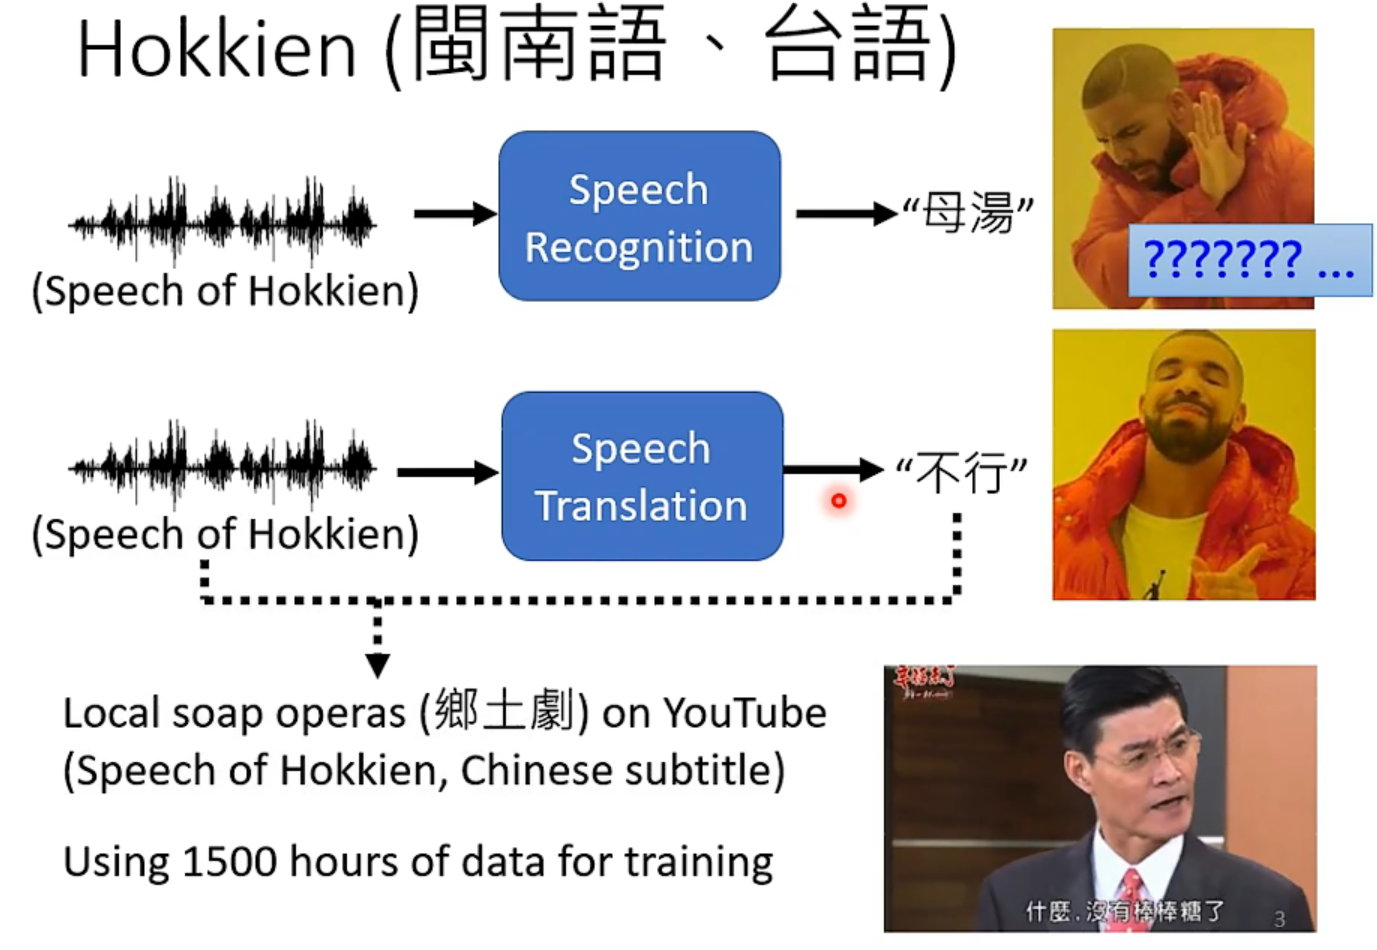 Hokkien (閩南語、台語)
Speech
Recognition
“母湯”
(Speech of Hokkien)
??????? ...
Speech
Translation
“不行”
(Speech of Hokkien)
Local soap operas (鄉土劇) on YouTube
(Speech of Hokkien, Chinese subtitle)
Using 1500 hours of data for training
什麼.沒有棒棒糖了
3